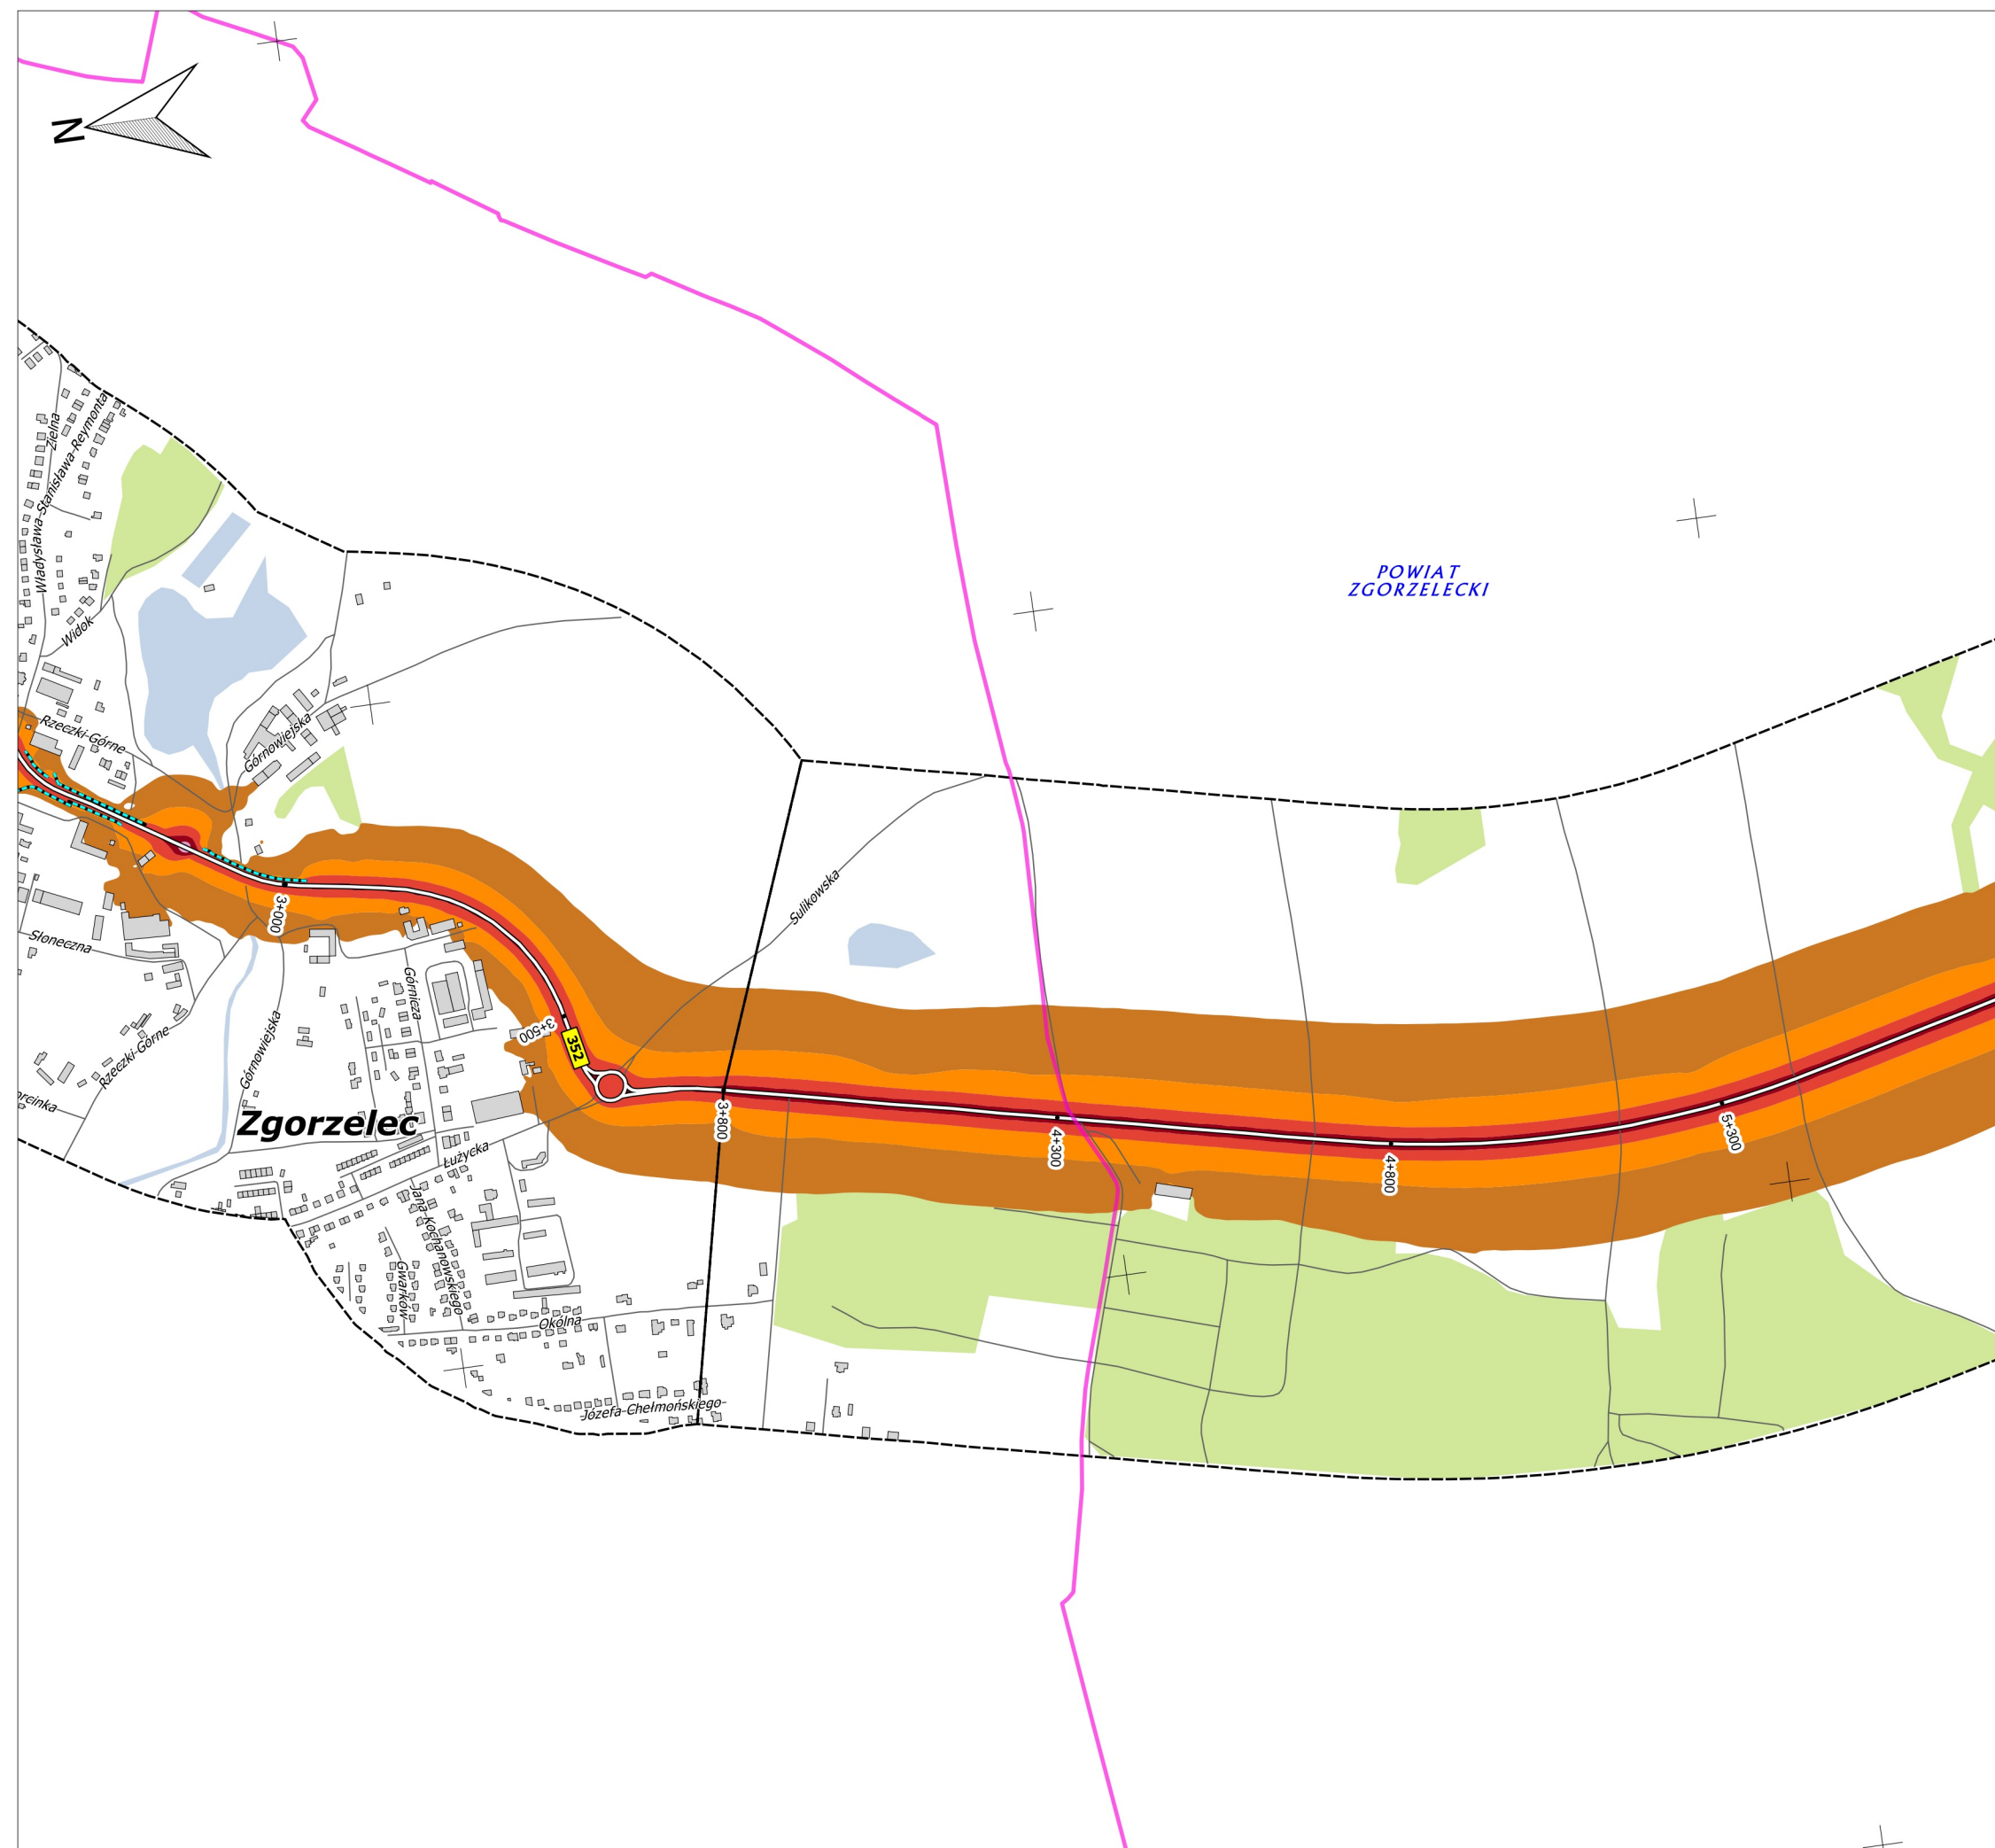 N
POWIAT
ZGORZELECKI
Zielna
Władysława Stanisława Reymonta
Widok
Rzeczki-Górne
Górnowiejska
3+000
Słoneczna
Górnicza
Sulikowska
3+500
352
Rzeczki-Górne
Górnowiejska
orcinka
Zgorzelec
3+800
4+300
4+800
5+300
Łużycka
Jana-Kochanowskiego
Gwarków
Okólna
Józefa-Chełmońskiego